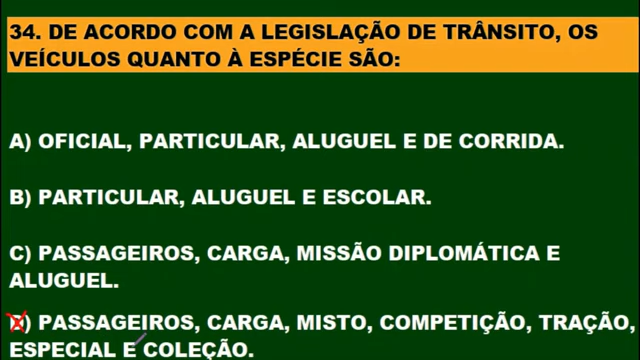 34. DE ACORDO COM A LEGISLAÇÃO DE TRÂNSITO, OS
VEÍCULOS QUANTO À ESPÉCIE SÃO:
A) OFICIAL, PARTICULAR, ALUGUEL E DE CORRIDA.
B) PARTICULAR, ALUGUEL E ESCOLAR.
C) PASSAGEIROS, CARGA, MISSÃO DIPLOMÁTICA E
ALUGUEL.
D) PASSAGEIROS, CARGA, MISTO, COMPETIÇÃO, TRAÇÃO,
ESPECIAL E COLEÇÃO.